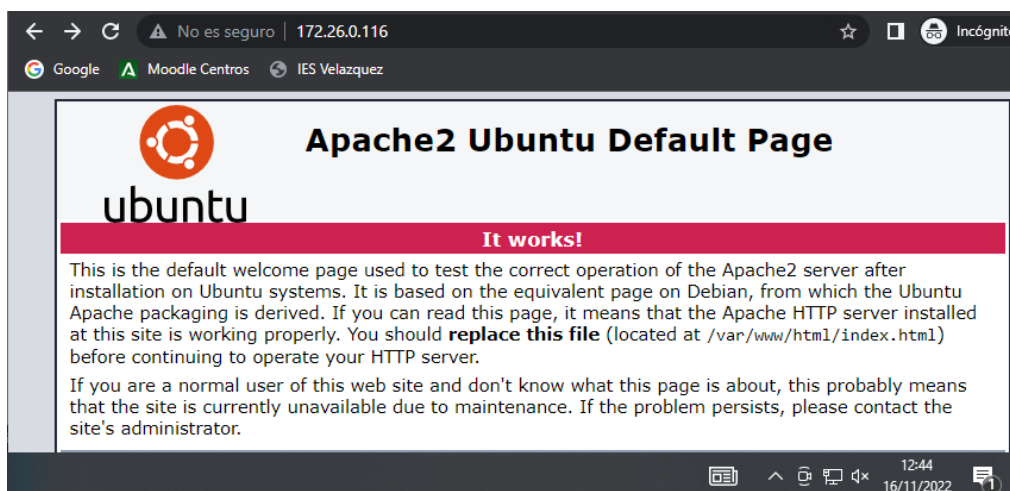 No es seguro | 172.26.0.116
Incógnito
Google Moodle Centros IES Velazquez
Apache2 Ubuntu Default Page
ubuntu
It works!
This is the default welcome page used to test the correct operation of the Apache2 server after
installation on Ubuntu systems. It is based on the equivalent page on Debian, from which the Ubuntu
Apache packaging is derived. If you can read this page, it means that the Apache HTTP server installed
at this site is working properly. You should replace this file (located at /var/www/html/index.html)
before continuing to operate your HTTP server.
If you are a normal user of this web site and don't know what this page is about, this probably means
that the site is currently unavailable due to maintenance. If the problem persists, please contact the
site's administrator.
12:44
16/11/2022
1